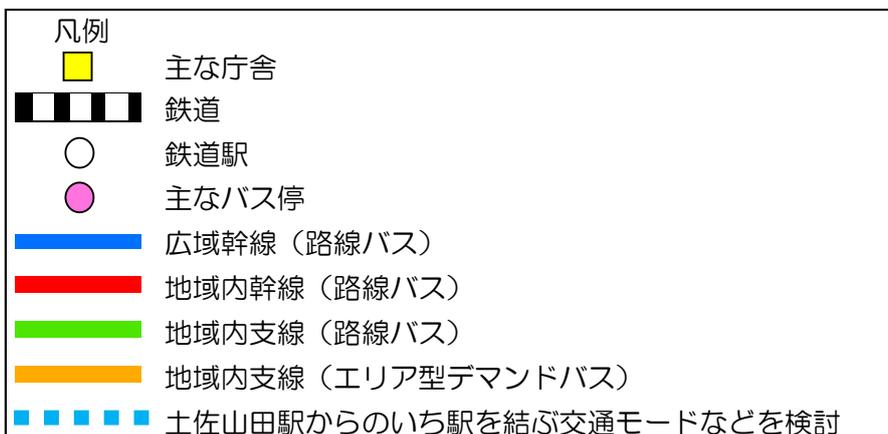 凡例
主な庁舎
鉄道
鉄道駅
主なバス停
広域幹線（路線バス）
地域内幹線（路線バス）
地域内支線（路線バス）
地域内支線（エリア型デマンドバス）
土佐山田駅からのいち駅を結ぶ交通モードなどを検討